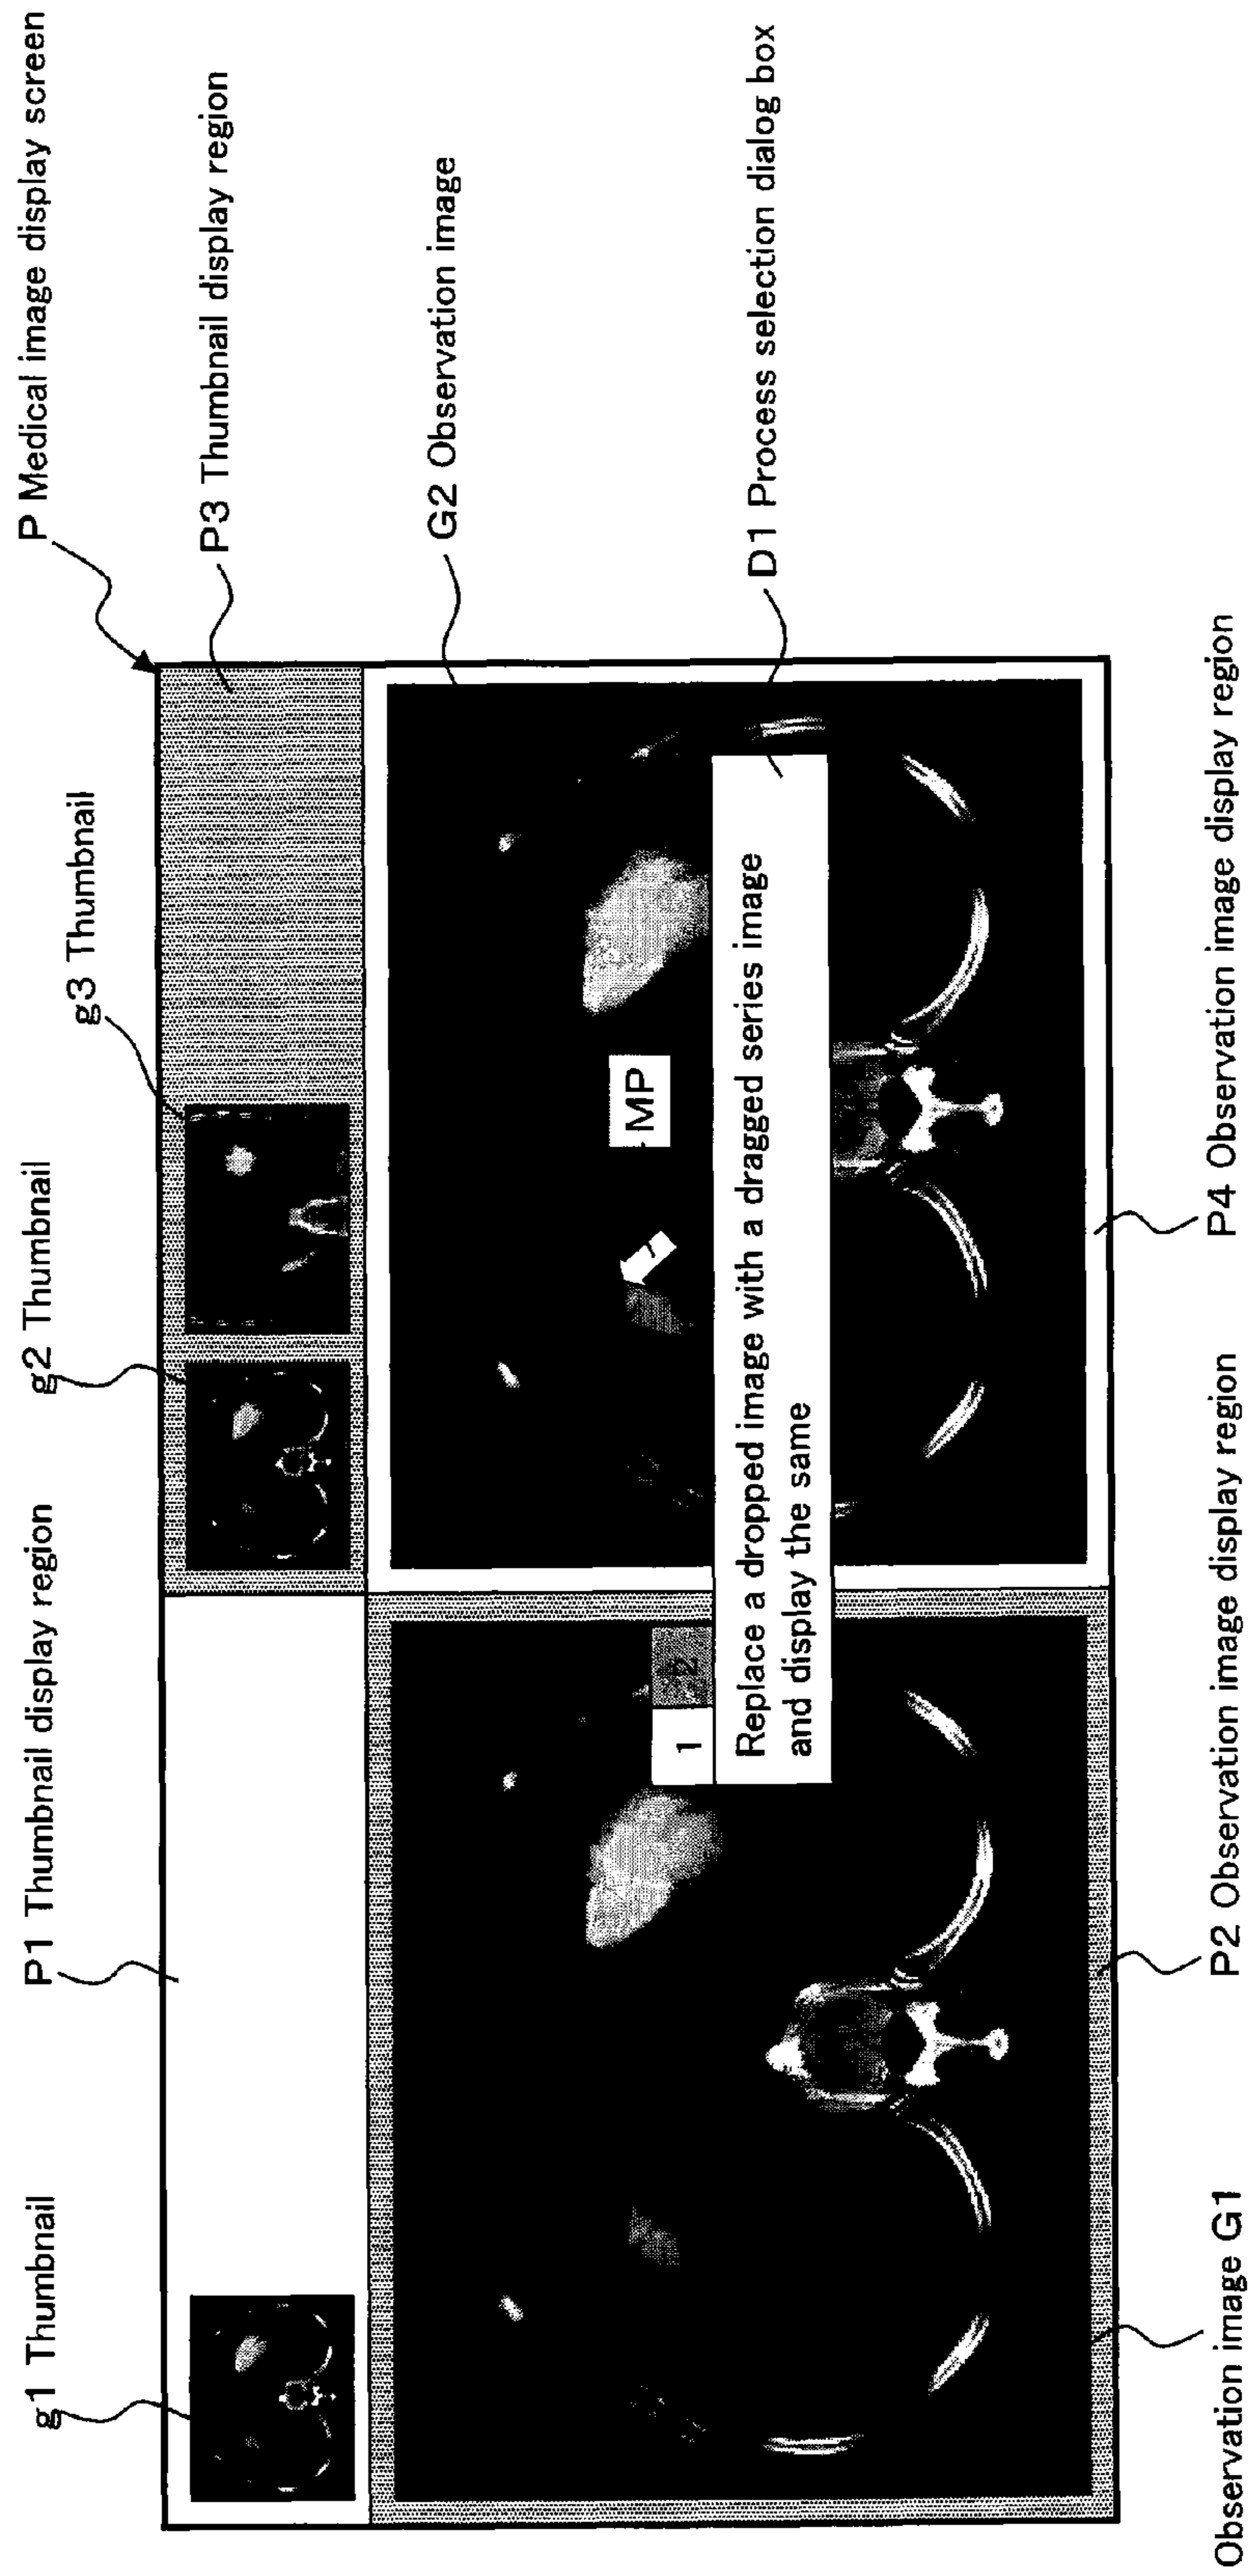 P Medical image display screen
P3 Thumbnail display region
G2 Observation image
D1 Process selection dialog box
g1 Thumbnail
P1 Thumbnail display region
g2 Thumbnail
g3 Thumbnail
MP
1
2
Replace a dropped image with a dragged series image
and display the same
Observation image G1
P2 Observation image display region
P4 Observation image display region